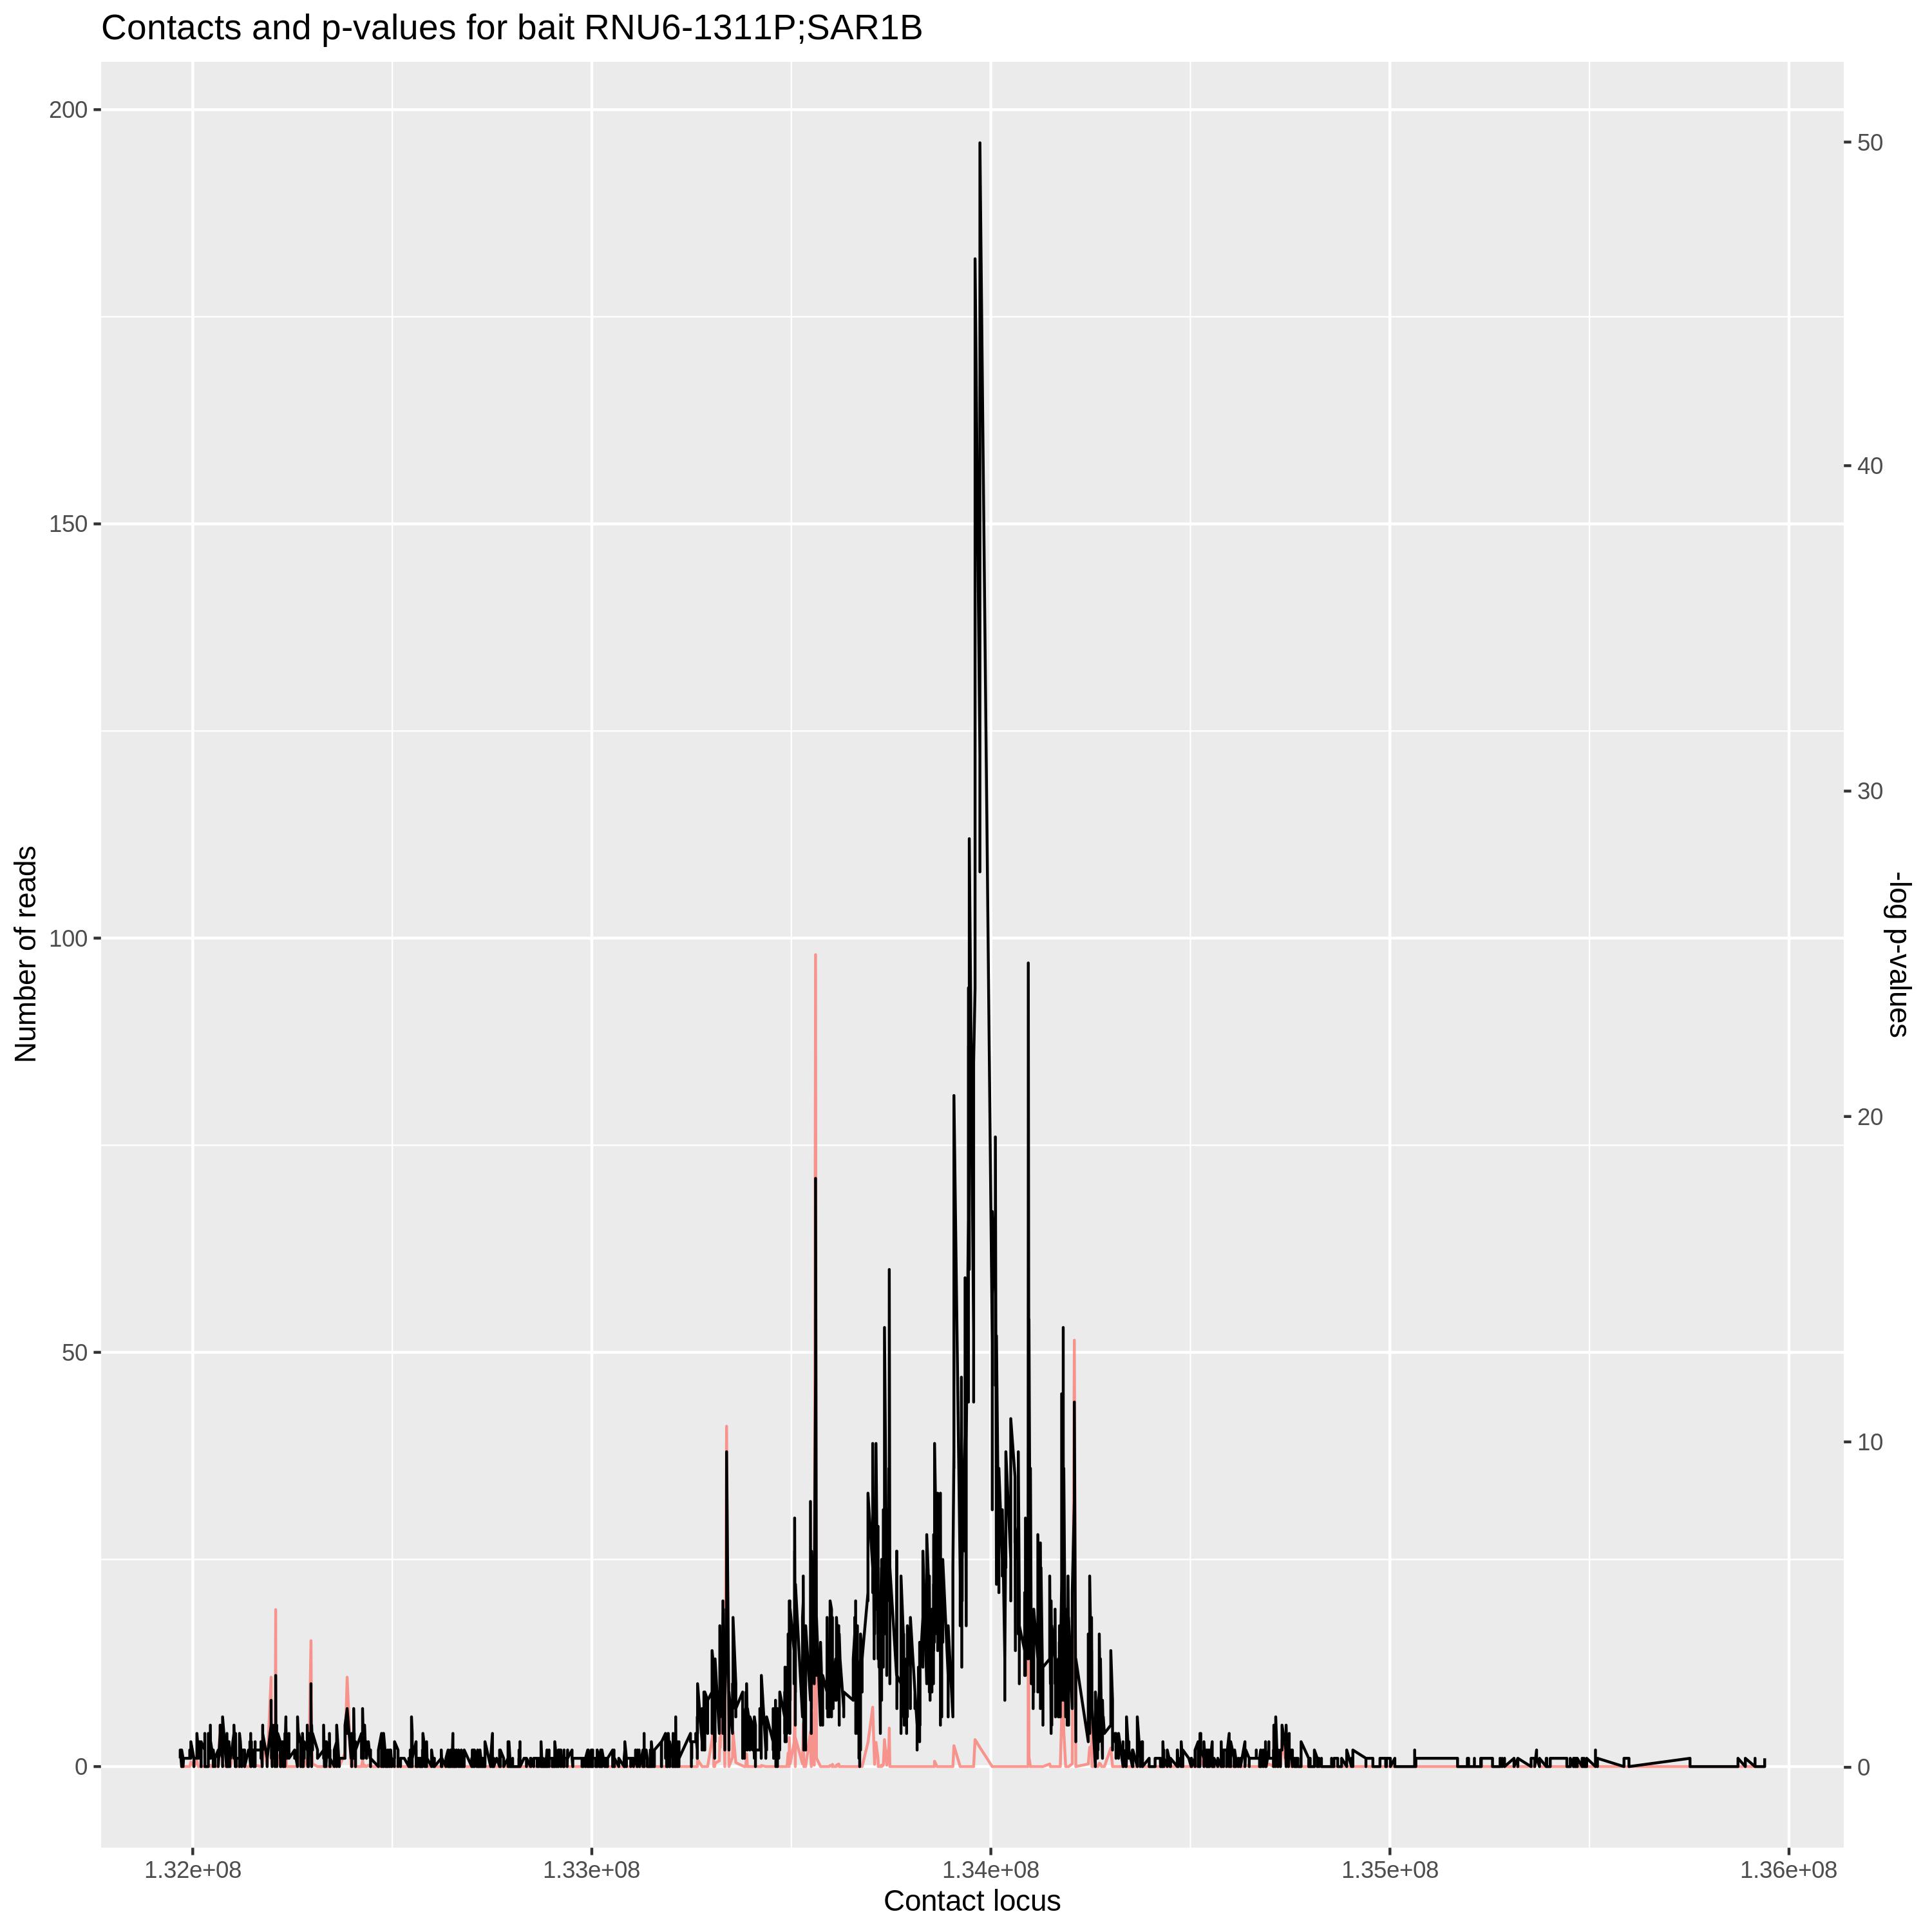 Contacts and p-values for bait RNU6-1311P;SAR1B
200
150
100
50
0
Number of reads
50
40
30
20
10
0
-log p-values
1.32e+08
1.33e+08
1.34e+08
1.35e+08
1.36e+08
Contact locus